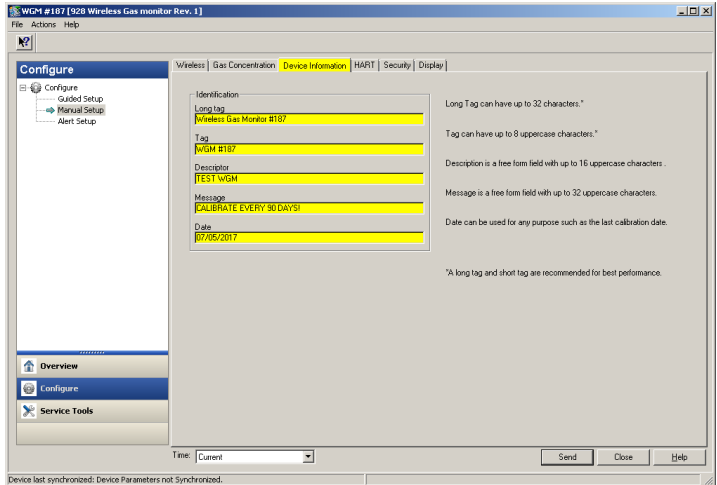 WGM #187 [928 Wireless Gas monitor Rev. 1]
File Actions Help
Configure
Configure
Guided Setup
Manual Setup
Alert Setup
Overview
Configure
Service Tools
Wireless Gas Concentration Device Information HART Security Display
Identification
Long tag
Wireless Gas Monitor #187
Tag
WGM #187
Descriptor
TEST WGM
Message
CALIBRATE EVERY 90 DAYS!
Date
07/05/2017
Long Tag can have up to 32 characters.*
Tag can have up to 8 uppercase characters.*
Description is a free form field with up to 16 uppercase characters .
Message is a free form field with up to 32 uppercase characters.
Date can be used for any purpose such as the last calibration date.
*A long tag and short tag are recommended for best performance.
Time: Current
Send Close Help
Device last synchronized: Device Parameters not Synchronized.